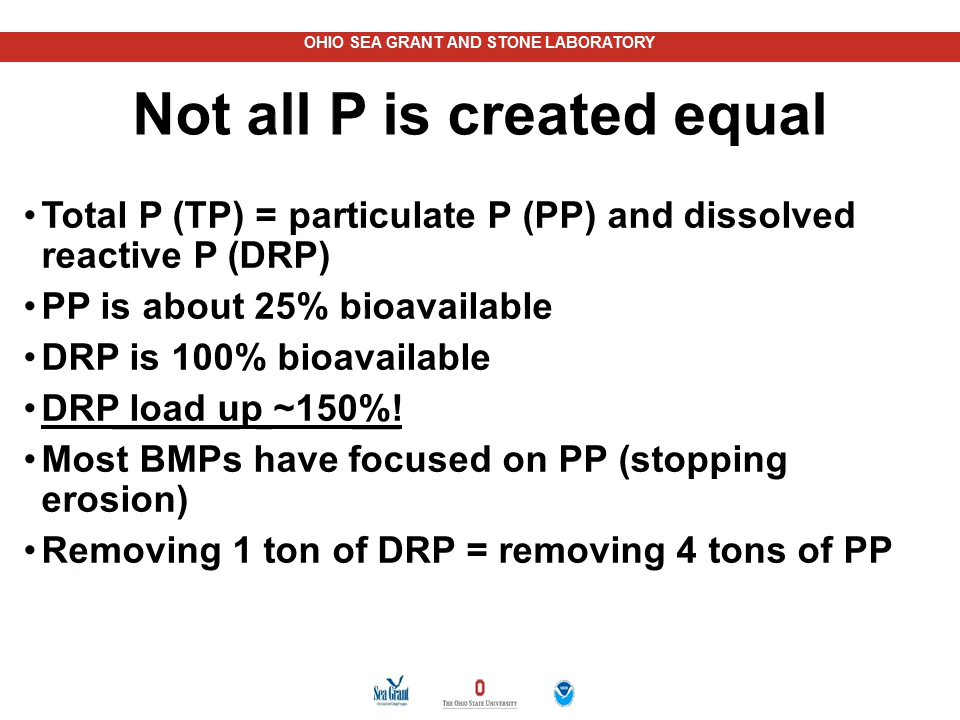 OHIO SEA GRANT AND STONE LABORATORY
Not all P is created equal
• Total P (TP) = particulate P (PP) and dissolved
reactive P (DRP)
• PP is about 25% bioavailable
• DRP is 100% bioavailable
• DRP load up ~150%!
• Most BMPs have focused on PP (stopping
erosion)
• Removing 1 ton of DRP = removing 4 tons of PP
Sea Grant
THE OHIO STATE UNIVERSITY